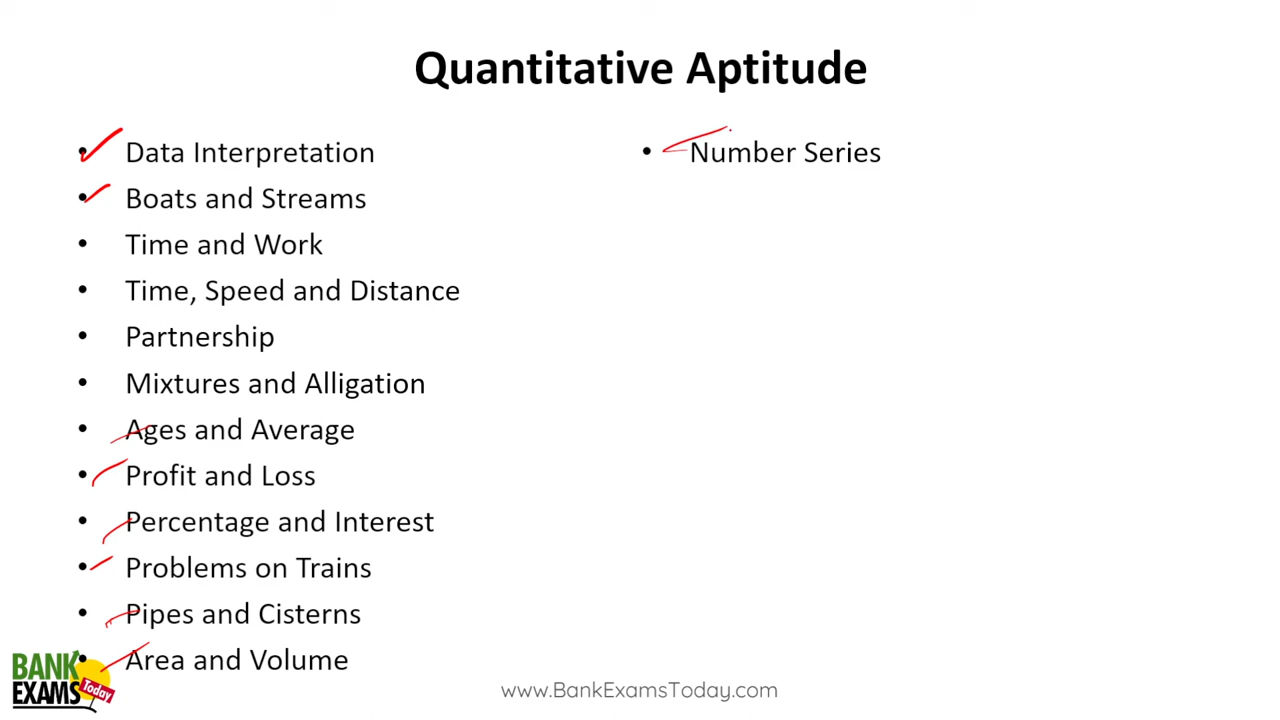 Quantitative Aptitude
• Data Interpretation
• Boats and Streams
• Time and Work
• Time, Speed and Distance
• Partnership
• Mixtures and Alligation
• Ages and Average
• Profit and Loss
• Percentage and Interest
• Problems on Trains
• Pipes and Cisterns
• Area and Volume
• Number Series
BANK
EXAMS
Today
www.BankExamsToday.com